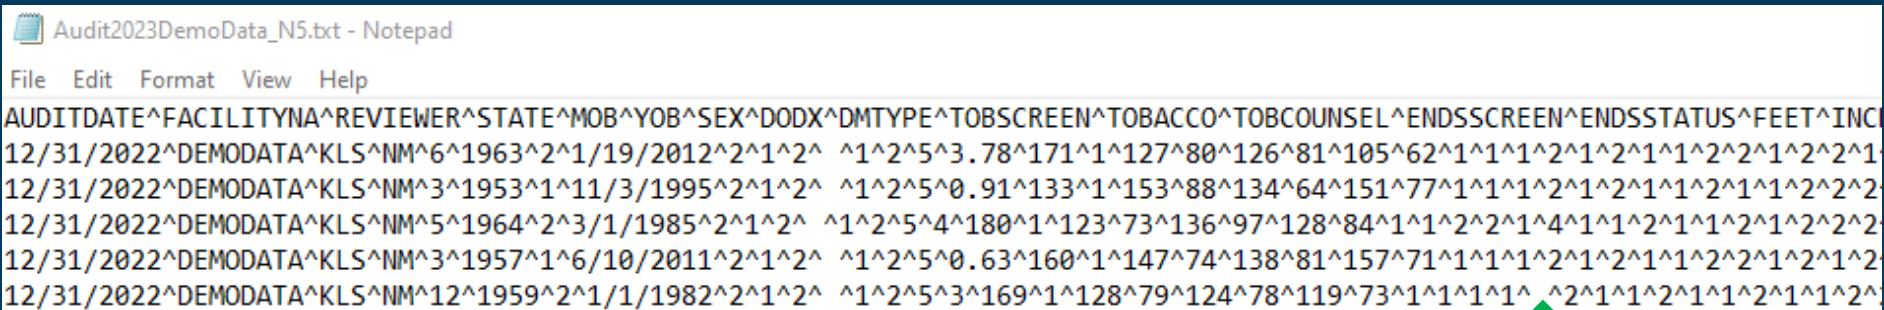 Audit2023DemoData_N5.txt - Notepad
File Edit Format View Help
AUDITDATE^FACILITYNA^REVIEWER^STATE^MOB^YOB^SEX^DODX^DMTYPE^TOBSCREEN^TOBACCO^TOBCOUNSEL^ENDSSCREEN^ENDSSTATUS^FEET^INC
12/31/2022^DEMODATA^KLS^NM^6^1963^2^1/19/2012^2^1^2^ ^1^2^5^3.78^171^1^127^80^126^81^105^62^1^1^1^2^1^2^1^1^2^2^1^2^2^1
12/31/2022^DEMODATA^KLS^NM^3^1953^1^11/3/1995^2^1^2^ ^1^2^5^0.91^133^1^153^88^134^64^151^77^1^1^1^2^1^2^1^1^2^1^1^2^2^2
12/31/2022^DEMODATA^KLS^NM^5^1964^2^3/1/1985^2^1^2^ ^1^2^5^4^180^1^123^73^136^97^128^84^1^1^2^2^1^4^1^1^2^1^1^2^1^2^2^2
12/31/2022^DEMODATA^KLS^NM^3^1957^1^6/10/2011^2^1^2^ ^1^2^5^0.63^160^1^147^74^138^81^157^71^1^1^1^2^1^2^1^1^2^2^1^2^1^2
12/31/2022^DEMODATA^KLS^NM^12^1959^2^1/1/1982^2^1^2^ ^1^2^5^3^169^1^128^79^124^78^119^73^1^1^1^1^ ^2^1^1^2^1^1^2^1^1^2^